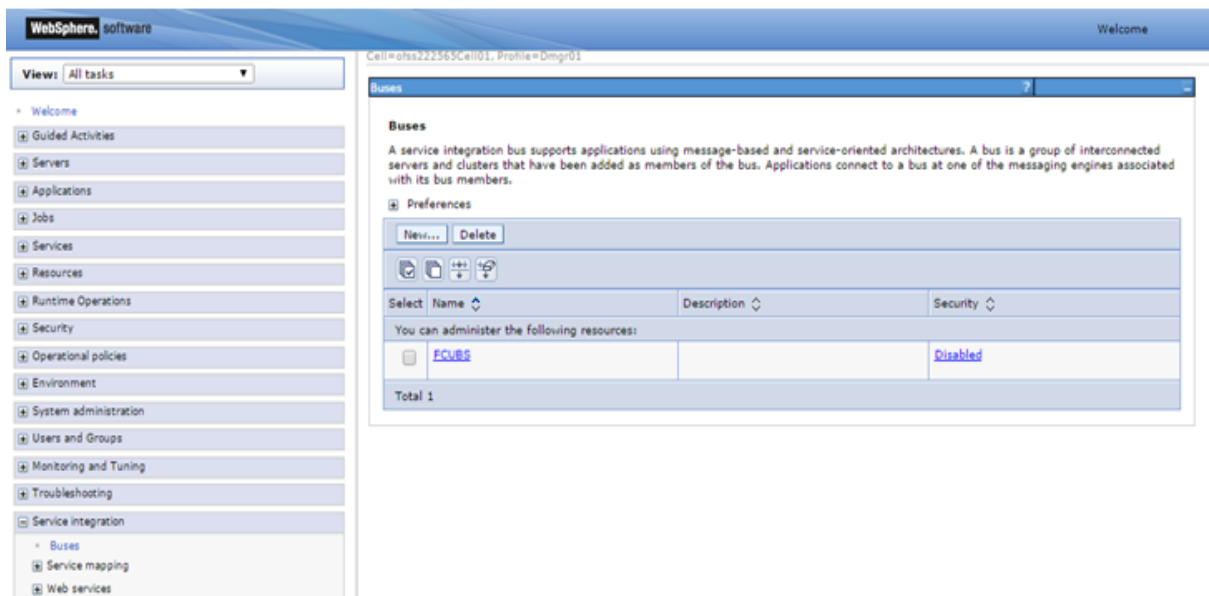 WebSphere. software
Welcome
View: All tasks
Cell=ofss222565Cell01, Profile=Dmgr01
Welcome
Guided Activities
Servers
Applications
Jobs
Services
Resources
Runtime Operations
Security
Operational policies
Environment
System administration
Users and Groups
Monitoring and Tuning
Troubleshooting
Service integration
Buses
Service mapping
Web services
Buses ? -
Buses
A service integration bus supports applications using message-based and service-oriented architectures. A bus is a group of interconnected
servers and clusters that have been added as members of the bus. Applications connect to a bus at one of the messaging engines associated
with its bus members.
Preferences
New... Delete
Select Name Description Security
You can administer the following resources:
FCUBS Disabled
Total 1